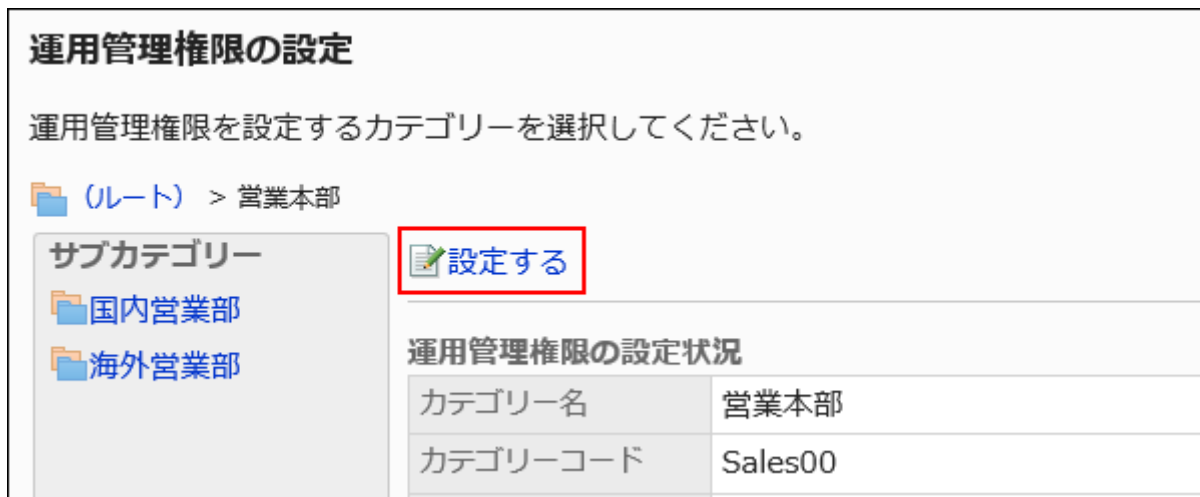 運用管理権限の設定
運用管理権限を設定するカテゴリーを選択してください。
（ルート） > 営業本部
サブカテゴリー
国内営業部
海外営業部
設定する
運用管理権限の設定状況
カテゴリー名 営業本部
カテゴリーコード Sales00